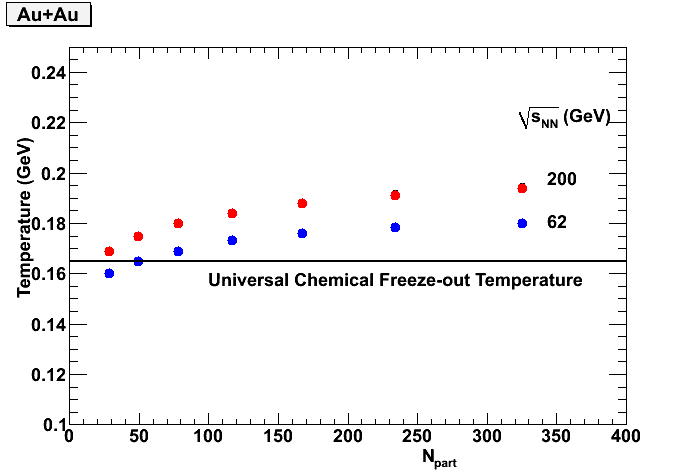 Au+Au
0.24
0.22
0.2
0.18
0.16
0.14
0.12
0.1
Temperature (GeV)
√sNN (GeV)
200
62
Universal Chemical Freeze-out Temperature
0 50 100 150 200 250 300 350 400
Npart